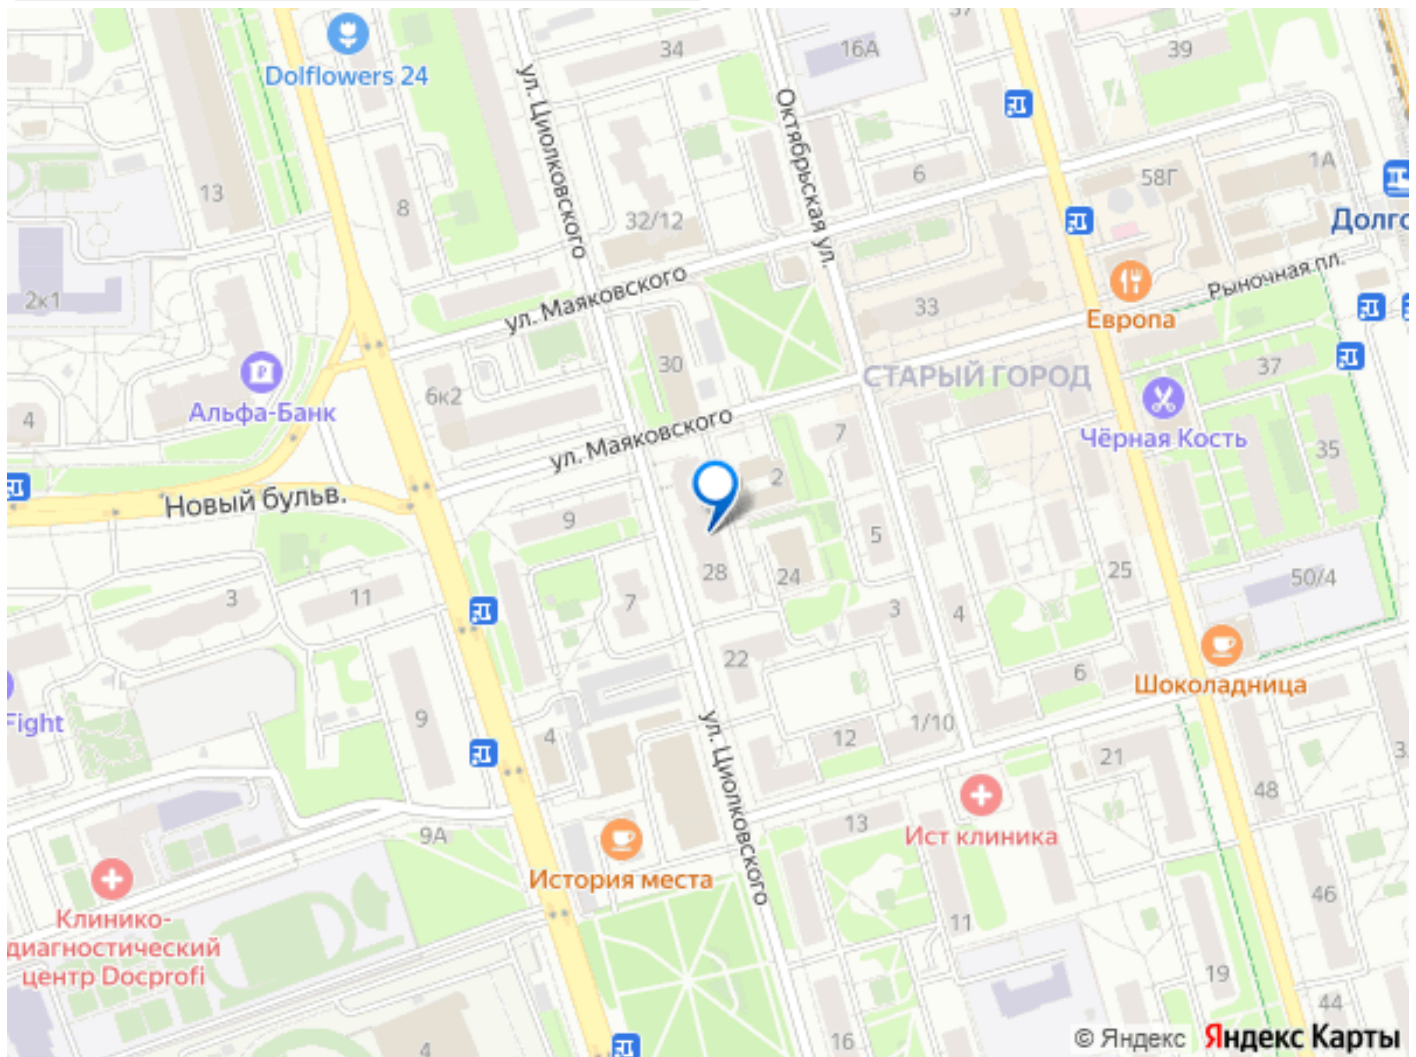 37
34
16А
39
Dolflowers 24
ул. Циолковского
Октябрьская ул.
13
8
6
58Г
1А
32/12
Долго
2к1
ул. Маяковского
33
Рыночная пл.
Европа
30
37
СТАРЫЙ ГОРОД
Альфа-Банк
6к2
4
ул. Маяковского
7
Чёрная Кость
35
2
Новый бульв.
9
5
28
24
25
50/4
3
11
7
3
4
22
6
Шоколадница
Fight
9
4
ул. Циолковского
12
1/10
21
48
13
9А
Ист клиника
История места
46
Клинико-
диагностический
центр Docprofi
11
19
44
16
4
© Яндекс Яндекс Карты